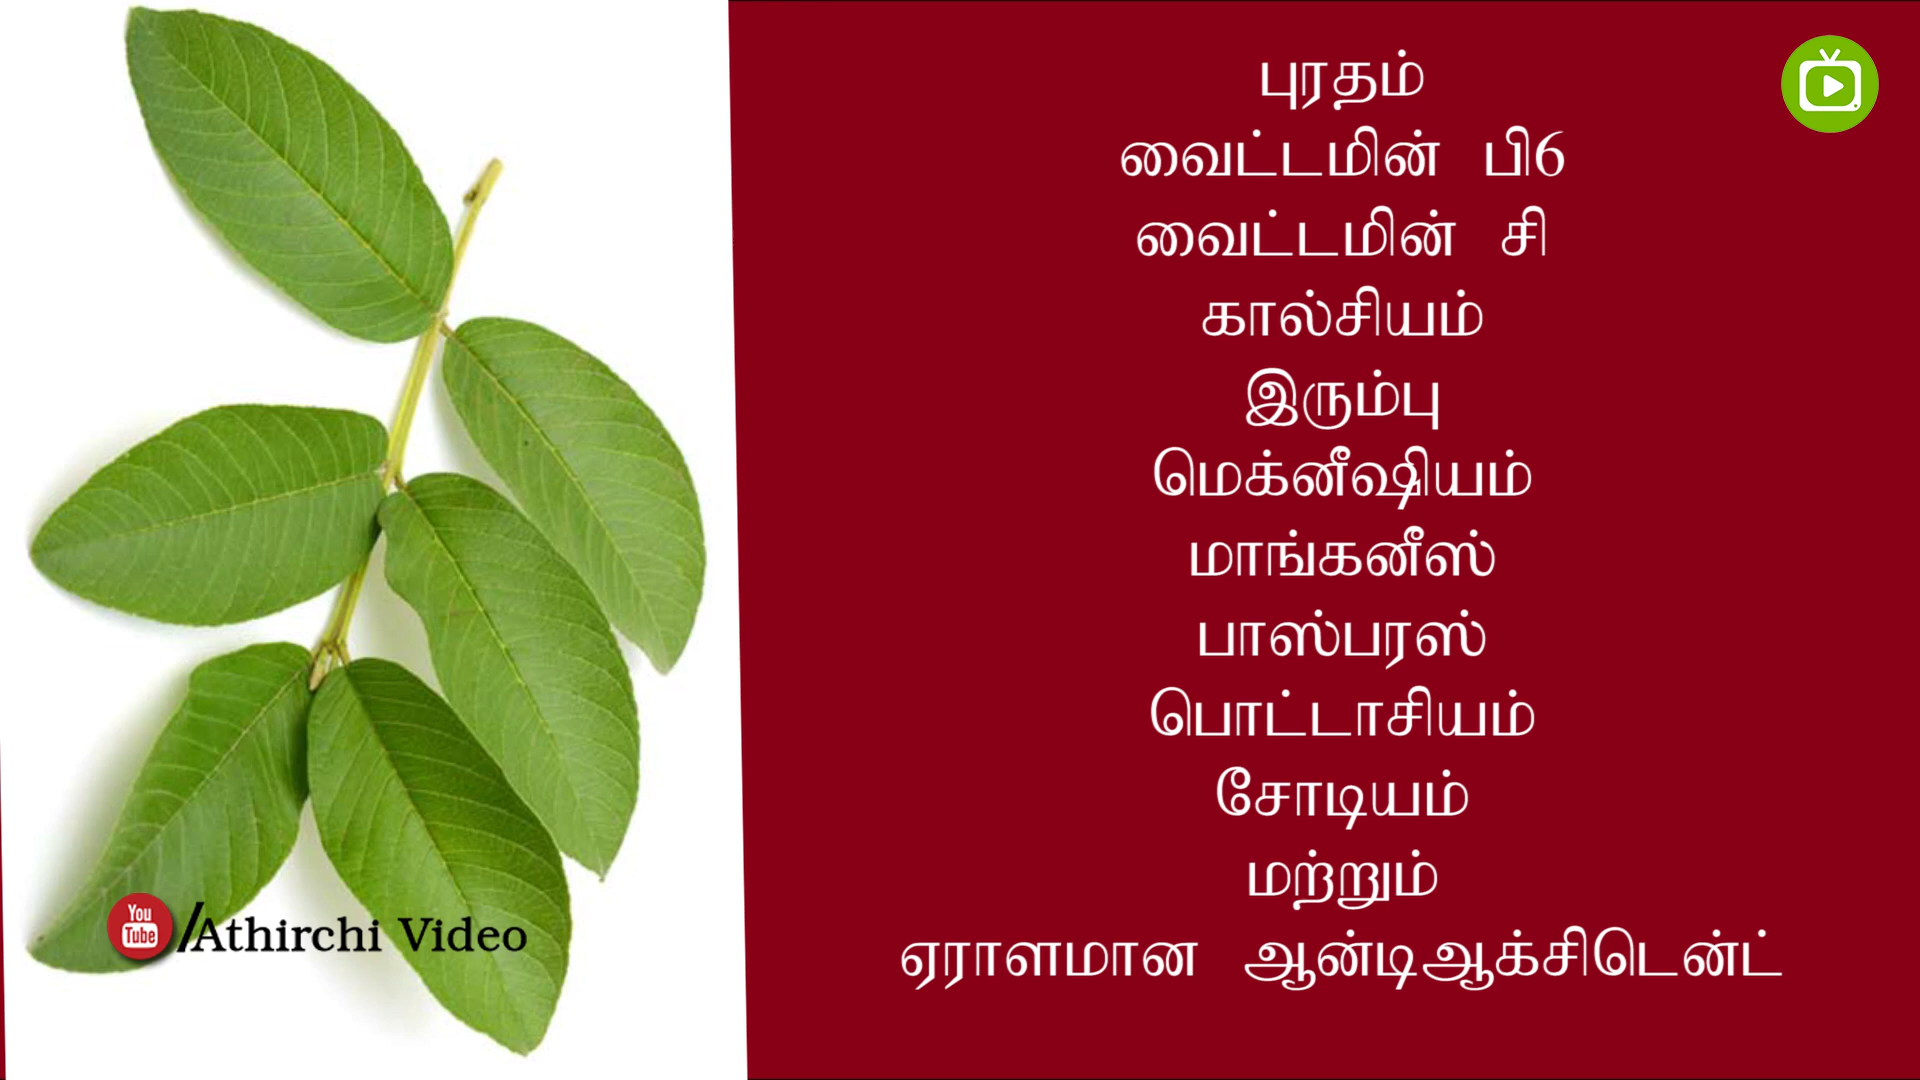 புரதம்
வைட்டமின் பி6
வைட்டமின் சி
கால்சியம்
இரும்பு
மெக்னீஷியம்
மாங்கனீஸ்
பாஸ்பரஸ்
பொட்டாசியம்
சோடியம்
மற்றும்
ஏராளமான ஆன்டிஆக்சிடென்ட்
You
Tube
/Athirchi Video